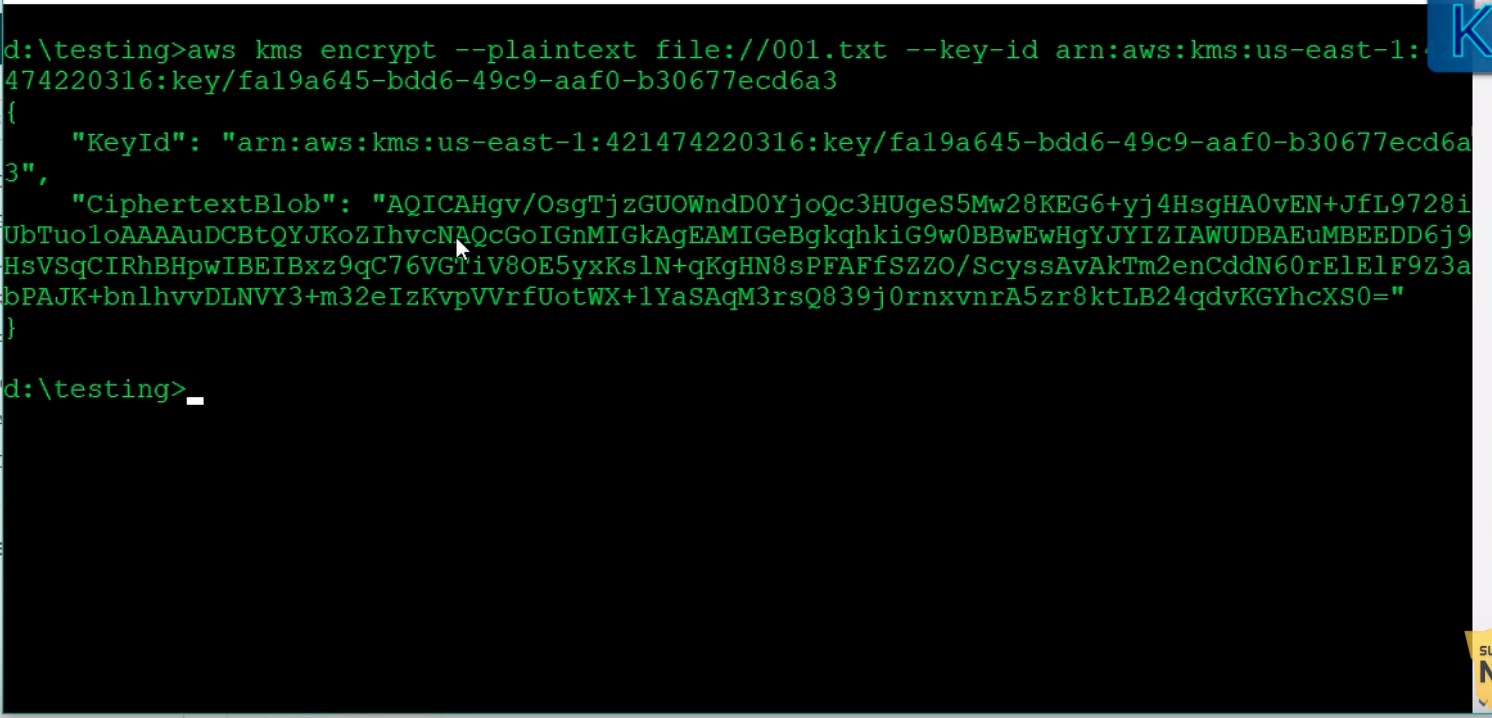 d:\testing>aws kms encrypt --plaintext file://001.txt --key-id arn:aws:kms:us-east-1:
474220316:key/fa19a645-bdd6-49c9-aaf0-b30677ecd6a3
{
    "KeyId": "arn:aws:kms:us-east-1:421474220316:key/fa19a645-bdd6-49c9-aaf0-b30677ecd6a
3",
    "CiphertextBlob": "AQICAHgv/OsgTjzGUOWndD0YjoQc3HUgeS5Mw28KEG6+yj4HsgHA0vEN+JfL9728i
UbTuo1oAAAAuDCBtQYJKoZIhvcNAQcGoIGnMIGkAgEAMIGeBgkqhkiG9w0BBwEwHgYJYIZIAWUDBAEuMBEEDD6j9
HsVSqCIRhBHpwIBEIBxz9qC76VGTiV8OE5yxKslN+qKgHN8sPFAFfSZZO/ScyssAvAkTm2enCddN60rElElF9Z3a
bPAJK+bnlhvvDLNVY3+m32eIzKvpVVrfUotWX+lYaSAqM3rsQ839j0rnxvnrA5zr8ktLB24qdvKGYhcXS0="
}
d:\testing>
K